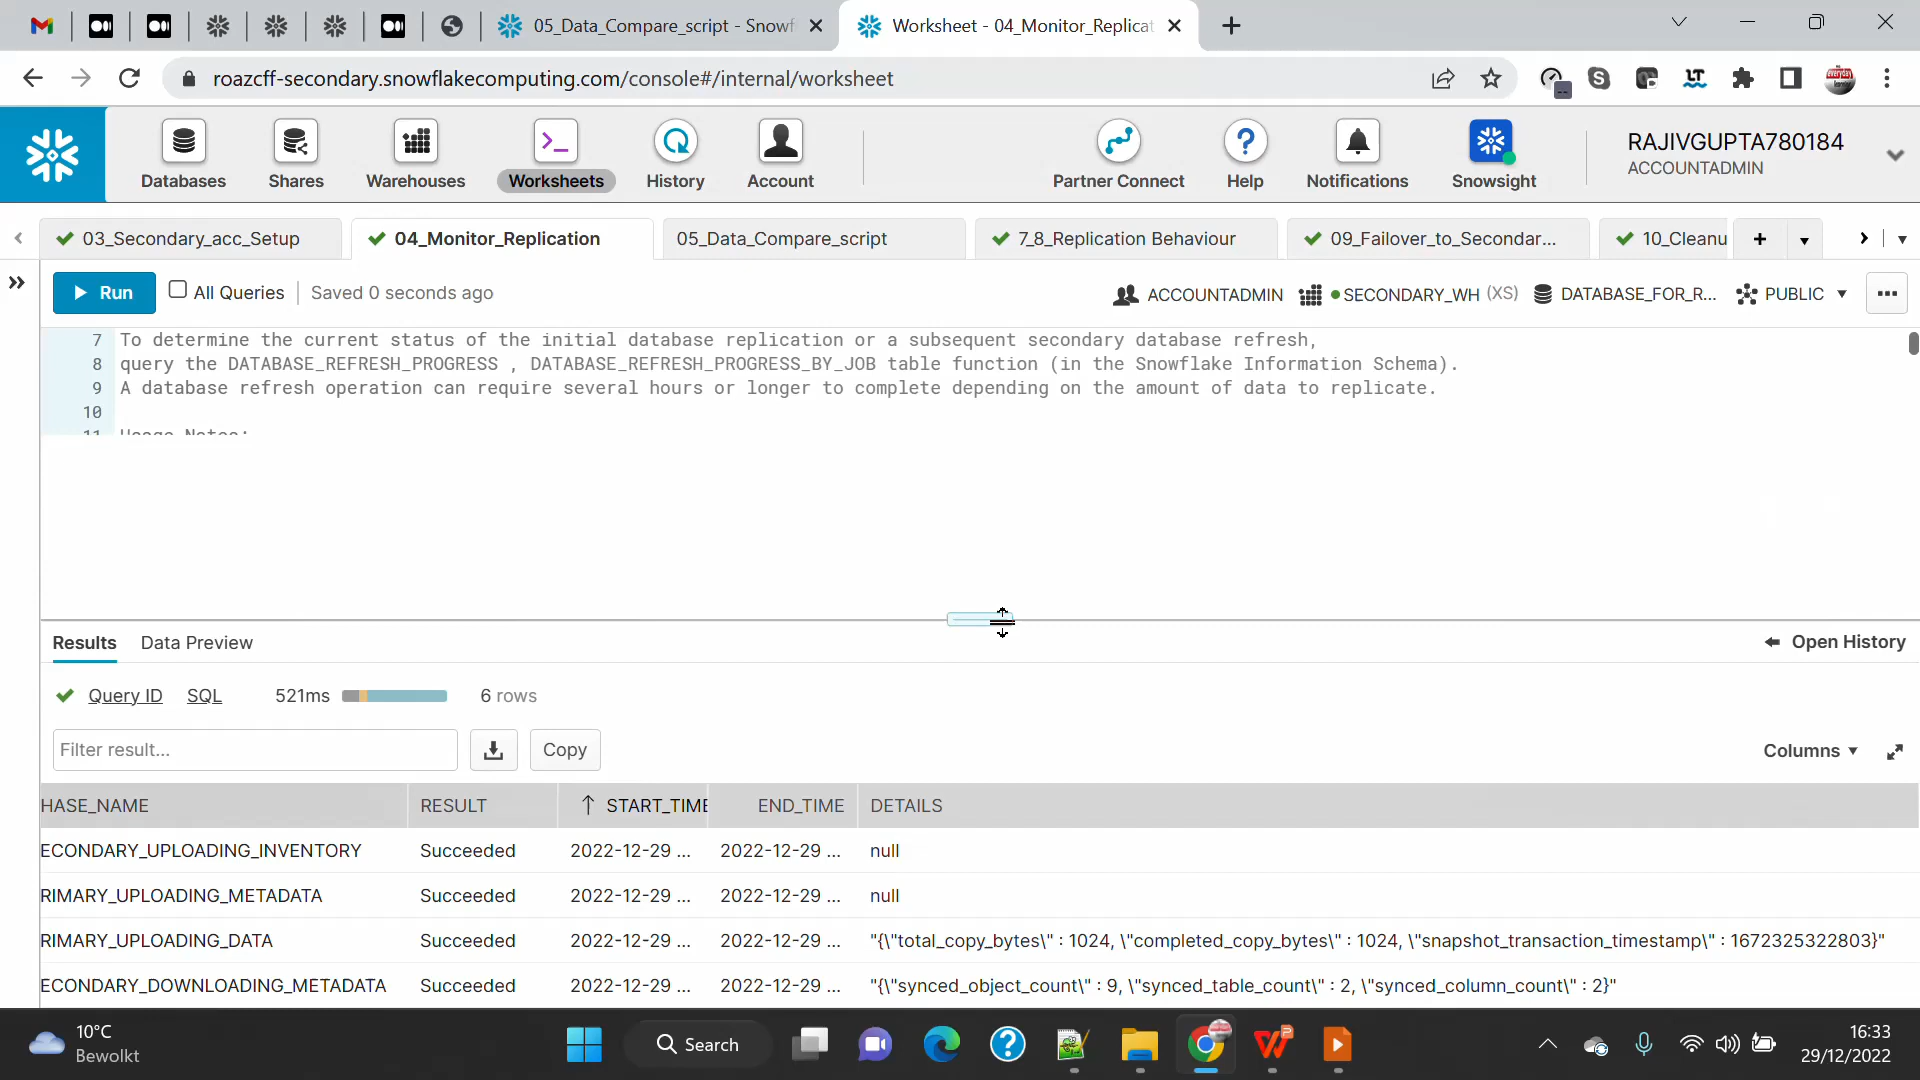 05_Data_Compare_script - Snowf
Worksheet - 04_Monitor_Replicat
roazcff-secondary.snowflakecomputing.com/console#/internal/worksheet
Databases
Shares
Warehouses
Worksheets
History
Account
Partner Connect
Help
Notifications
Snowsight
RAJIVGUPTA780184
ACCOUNTADMIN
03_Secondary_acc_Setup
04_Monitor_Replication
05_Data_Compare_script
7_8_Replication Behaviour
09_Failover_to_Secondar...
10_Cleanu
Run
All Queries
Saved 0 seconds ago
ACCOUNTADMIN
SECONDARY_WH (XS)
DATABASE_FOR_R...
PUBLIC
7 To determine the current status of the initial database replication or a subsequent secondary database refresh,
8 query the DATABASE_REFRESH_PROGRESS , DATABASE_REFRESH_PROGRESS_BY_JOB table function (in the Snowflake Information Schema).
9 A database refresh operation can require several hours or longer to complete depending on the amount of data to replicate.
10
11 Usage Notes:
Results
Data Preview
Open History
Query ID
SQL
521ms
6 rows
Filter result...
Copy
Columns
HASE_NAME RESULT START_TIME END_TIME DETAILS
ECONDARY_UPLOADING_INVENTORY Succeeded 2022-12-29 ... 2022-12-29 ... null
RIMARY_UPLOADING_METADATA Succeeded 2022-12-29 ... 2022-12-29 ... null
RIMARY_UPLOADING_DATA Succeeded 2022-12-29 ... 2022-12-29 ... "{\"total_copy_bytes\" : 1024, \"completed_copy_bytes\" : 1024, \"snapshot_transaction_timestamp\" : 1672325322803}"
ECONDARY_DOWNLOADING_METADATA Succeeded 2022-12-29 ... 2022-12-29 ... "{\"synced_object_count\" : 9, \"synced_table_count\" : 2, \"synced_column_count\" : 2}"
10°C
Bewolkt
Search
16:33
29/12/2022